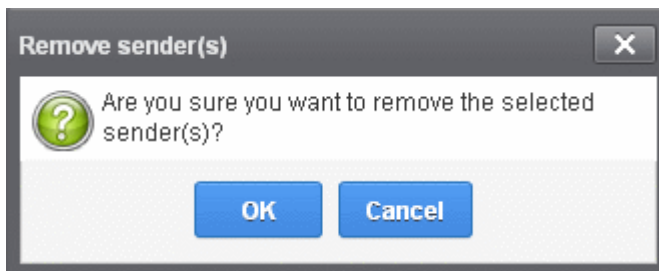 Remove sender(s)
Are you sure you want to remove the selected
sender(s)?
OK
Cancel